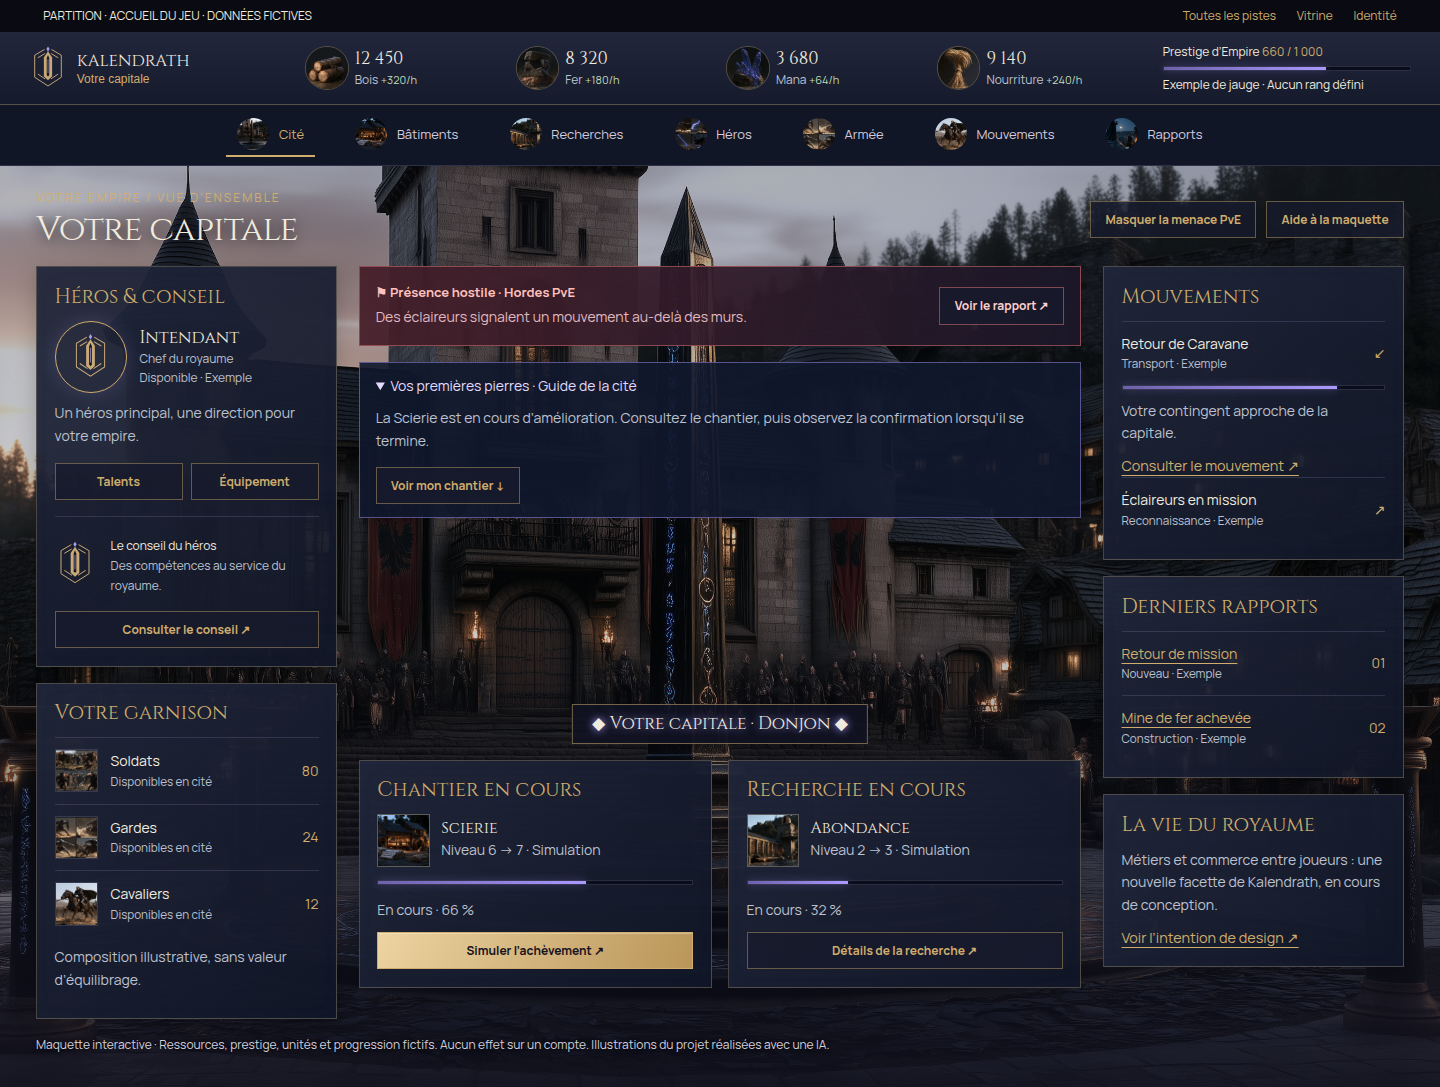 PARTITION · ACCUEIL DU JEU · DONNÉES FICTIVES
Toutes les pistes Vitrine Identité
KALENDRATH
Votre capitale
12 450
Bois +320/h
8 320
Fer +180/h
3 680
Mana +64/h
9 140
Nourriture +240/h
Prestige d'Empire 660 / 1 000
Exemple de jauge · Aucun rang défini
Cité
Bâtiments
Recherches
Héros
Armée
Mouvements
Rapports
EMPIRE / VUE D'ENSEMBLE
Votre capitale
Masquer la menace PvE
Aide à la maquette
Héros & conseil
Intendant
Chef du royaume
Disponible · Exemple
Un héros principal, une direction pour
votre empire.
Talents
Équipement
Le conseil du héros
Des compétences au service du
royaume.
Consulter le conseil ↗
Votre garnison
Soldats
Disponibles en cité
80
Gardes
Disponibles en cité
24
Cavaliers
Disponibles en cité
12
Composition illustrative, sans valeur
d'équilibrage.
⚑ Présence hostile · Hordes PvE
Des éclaireurs signalent un mouvement au-delà des murs.
Voir le rapport ↗
▼ Vos premières pierres · Guide de la cité
La Scierie est en cours d'amélioration. Consultez le chantier, puis observez la confirmation lorsqu'il se
termine.
Voir mon chantier ↓
◆ Votre capitale · Donjon ◆
Chantier en cours
Scierie
Niveau 6 → 7 · Simulation
En cours · 66 %
Simuler l'achèvement ↗
Recherche en cours
Abondance
Niveau 2 → 3 · Simulation
En cours · 32 %
Détails de la recherche ↗
Mouvements
Retour de Caravane
Transport · Exemple
↙
Votre contingent approche de la
capitale.
Consulter le mouvement ↗
Éclaireurs en mission
Reconnaissance · Exemple
↗
Derniers rapports
Retour de mission
Nouveau · Exemple
01
Mine de fer achevée
Construction · Exemple
02
La vie du royaume
Métiers et commerce entre joueurs : une
nouvelle facette de Kalendrath, en cours
de conception.
Voir l'intention de design ↗
Maquette interactive · Ressources, prestige, unités et progression fictifs. Aucun effet sur un compte. Illustrations du projet réalisées avec une IA.